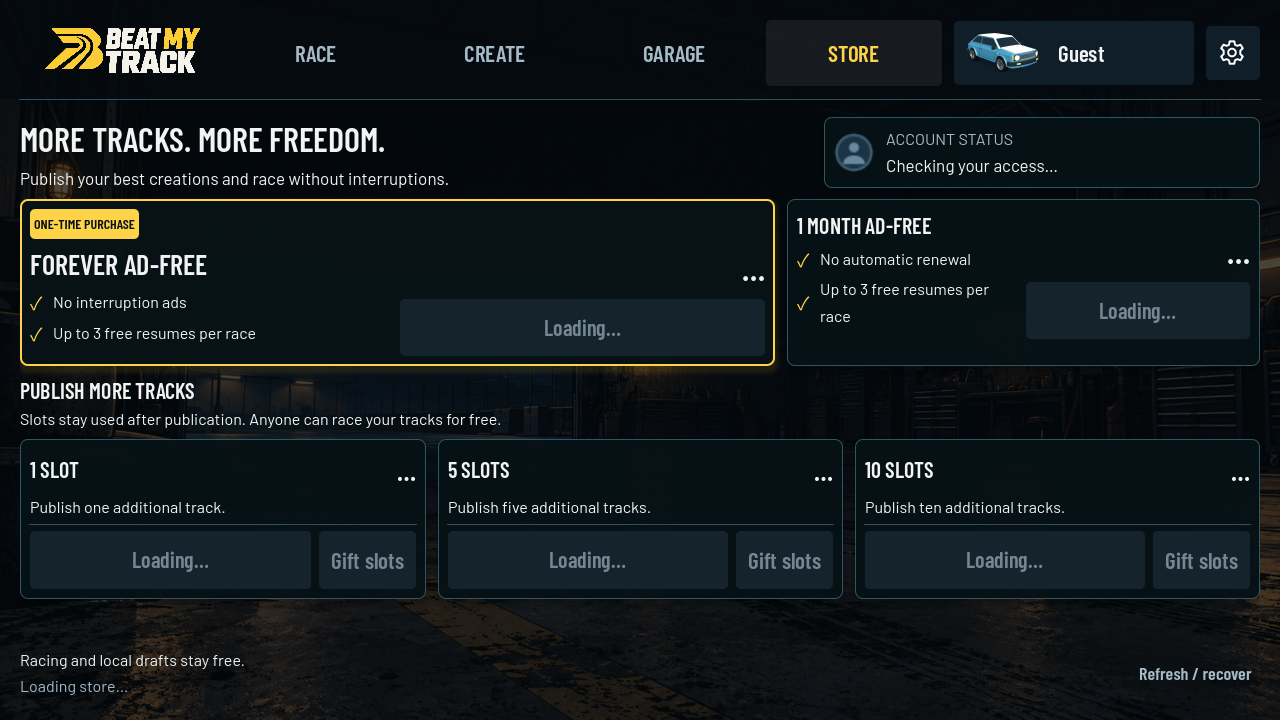 BEAT MY
TRACK
RACE
CREATE
GARAGE
STORE
Guest
MORE TRACKS. MORE FREEDOM.
Publish your best creations and race without interruptions.
ACCOUNT STATUS
Checking your access...
ONE-TIME PURCHASE
FOREVER AD-FREE
...
No interruption ads
Up to 3 free resumes per race
Loading...
1 MONTH AD-FREE
No automatic renewal
...
Up to 3 free resumes per
race
Loading...
PUBLISH MORE TRACKS
Slots stay used after publication. Anyone can race your tracks for free.
1 SLOT
...
Publish one additional track.
Loading...
Gift slots
5 SLOTS
...
Publish five additional tracks.
Loading...
Gift slots
10 SLOTS
...
Publish ten additional tracks.
Loading...
Gift slots
Racing and local drafts stay free.
Loading store...
Refresh / recover